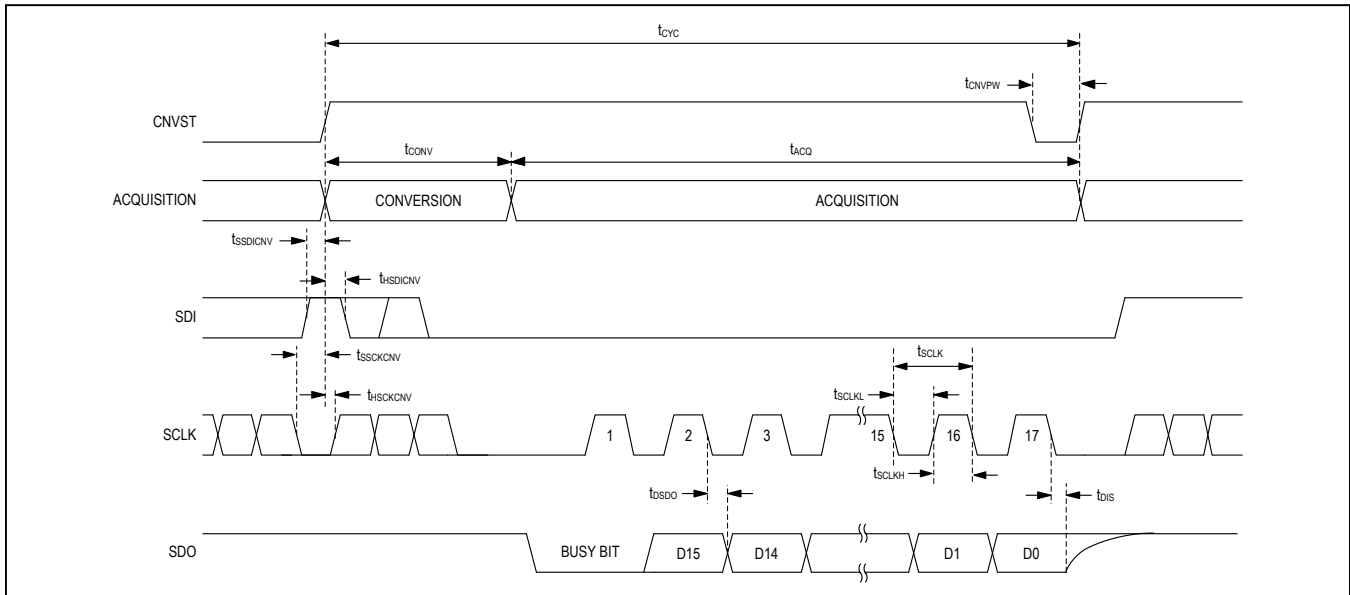 tCYC
tCNVPW
CNVST
tCONV
tACQ
ACQUISITION
CONVERSION
ACQUISITION
tSSDICNV
tHSDICNV
SDI
tSSCKCNV
tSCLK
tHSCKCNV
tSCLKL
SCLK
1
2
3
15
16
17
tSCLKH
tDSDO
tDIS
SDO
BUSY BIT
D15
D14
D1
D0